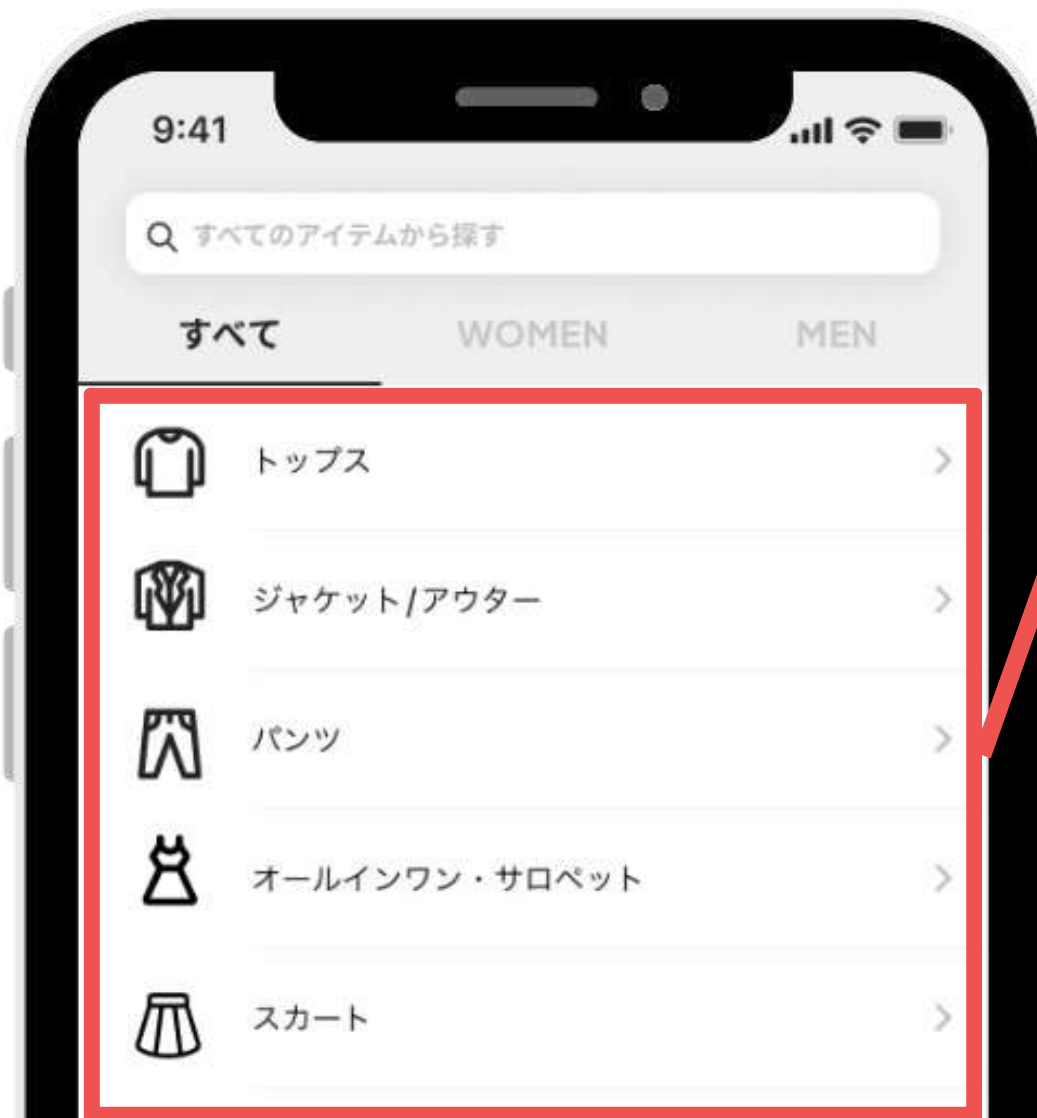 9:41
すべてのアイテムから探す
すべて WOMEN MEN
トップス
ジャケット/アウター
パンツ
オールインワン・サロペット
スカート